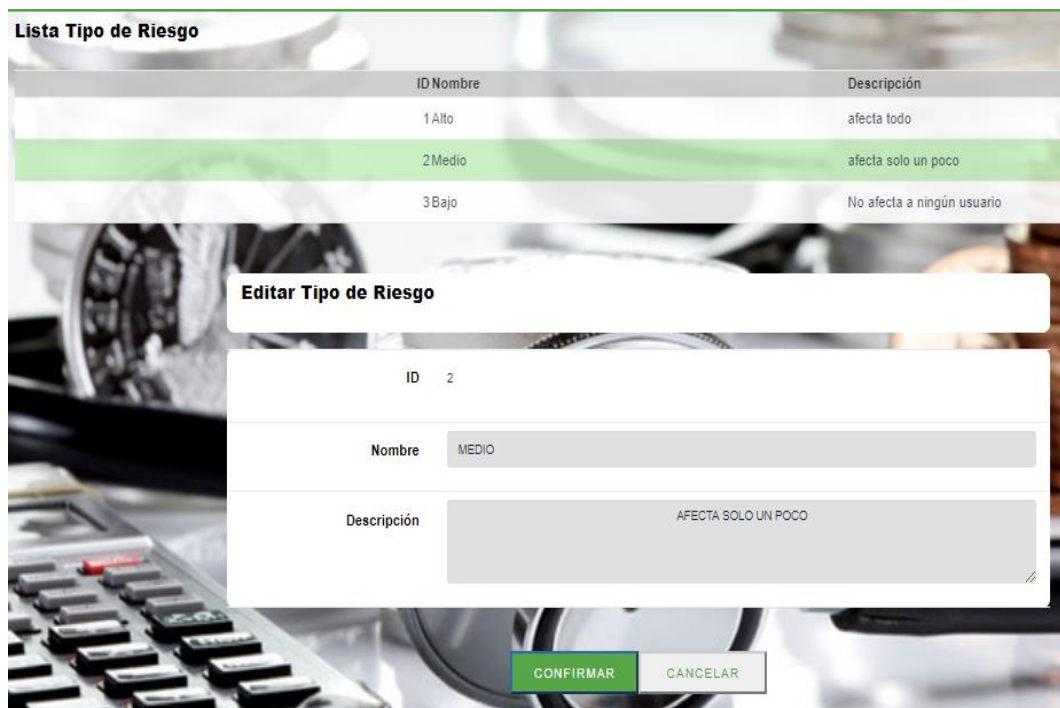 Lista Tipo de Riesgo
ID Nombre Descripción
1 Alto afecta todo
2 Medio afecta solo un poco
3 Bajo No afecta a ningún usuario
Editar Tipo de Riesgo
ID 2
Nombre MEDIO
Descripción AFECTA SOLO UN POCO
CONFIRMAR CANCELAR